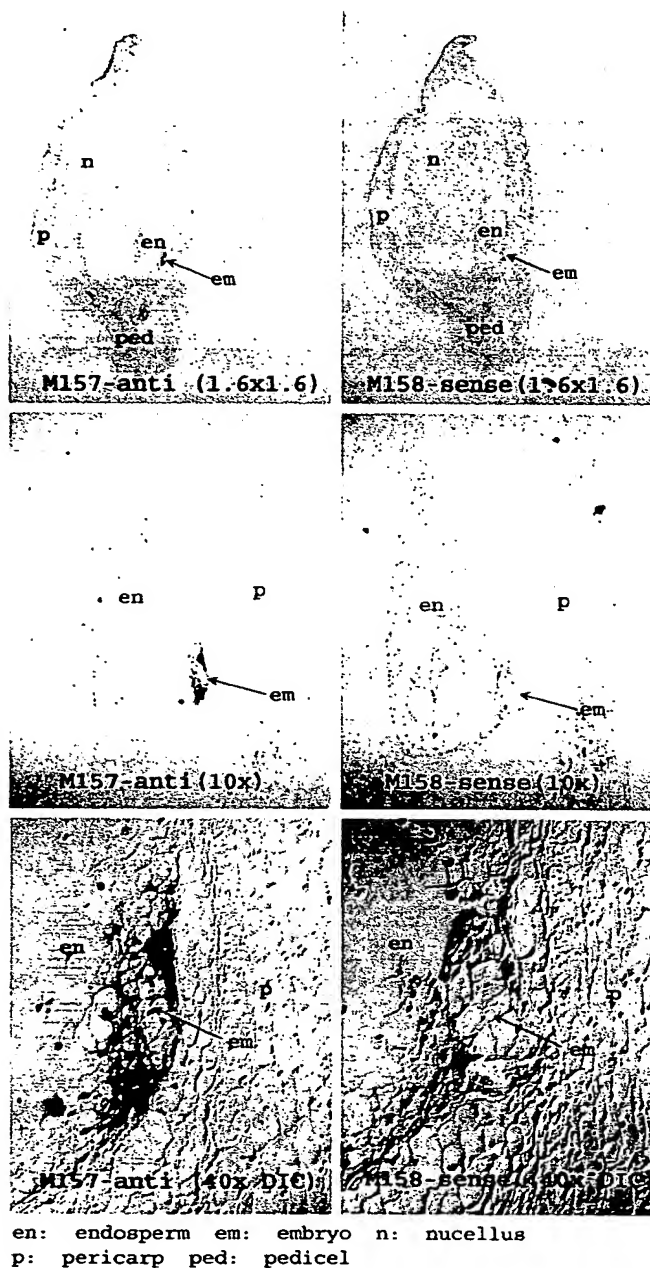 n n
p p
en en
em em
ped ped
M157-anti (1.6x1.6) M158-sense(1.6x1.6)
en p en p
em em
M157-anti(10x) M158-sense(10x)
en p en p
em em
M157-anti (40x DIC) M158-sense(40x DIC)
en: endosperm em: embryo n: nucellus
p: pericarp ped: pedicel